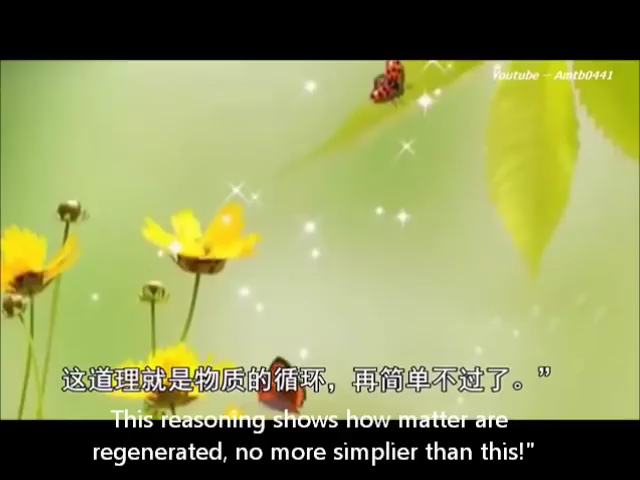 Youtube - Amtb0441
这道理就是物质的循环，再简单不过了。”
This reasoning shows how matter are
regenerated, no more simplier than this!"